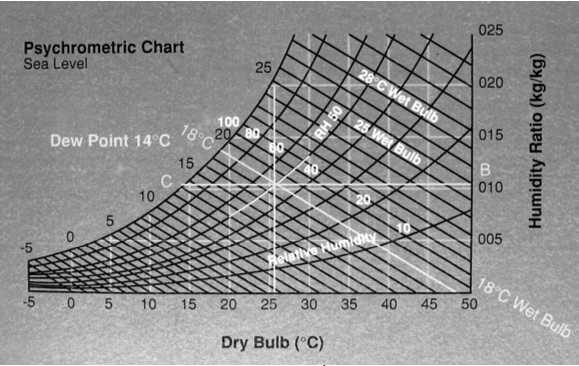 Psychrometric Chart
Sea Level
025
25
28°C Wet Bulb
020
100
80
60
RH 50
25 Wet Bulb
015
Dew Point 14°C
18°C
20
15
40
C
B
010
10
20
5
10
0
-5
Relative Humidity
005
18°C Wet Bulb
Humidity Ratio (kg/kg)
-5 0 5 10 15 20 25 30 35 40 45 50
Dry Bulb (°C)